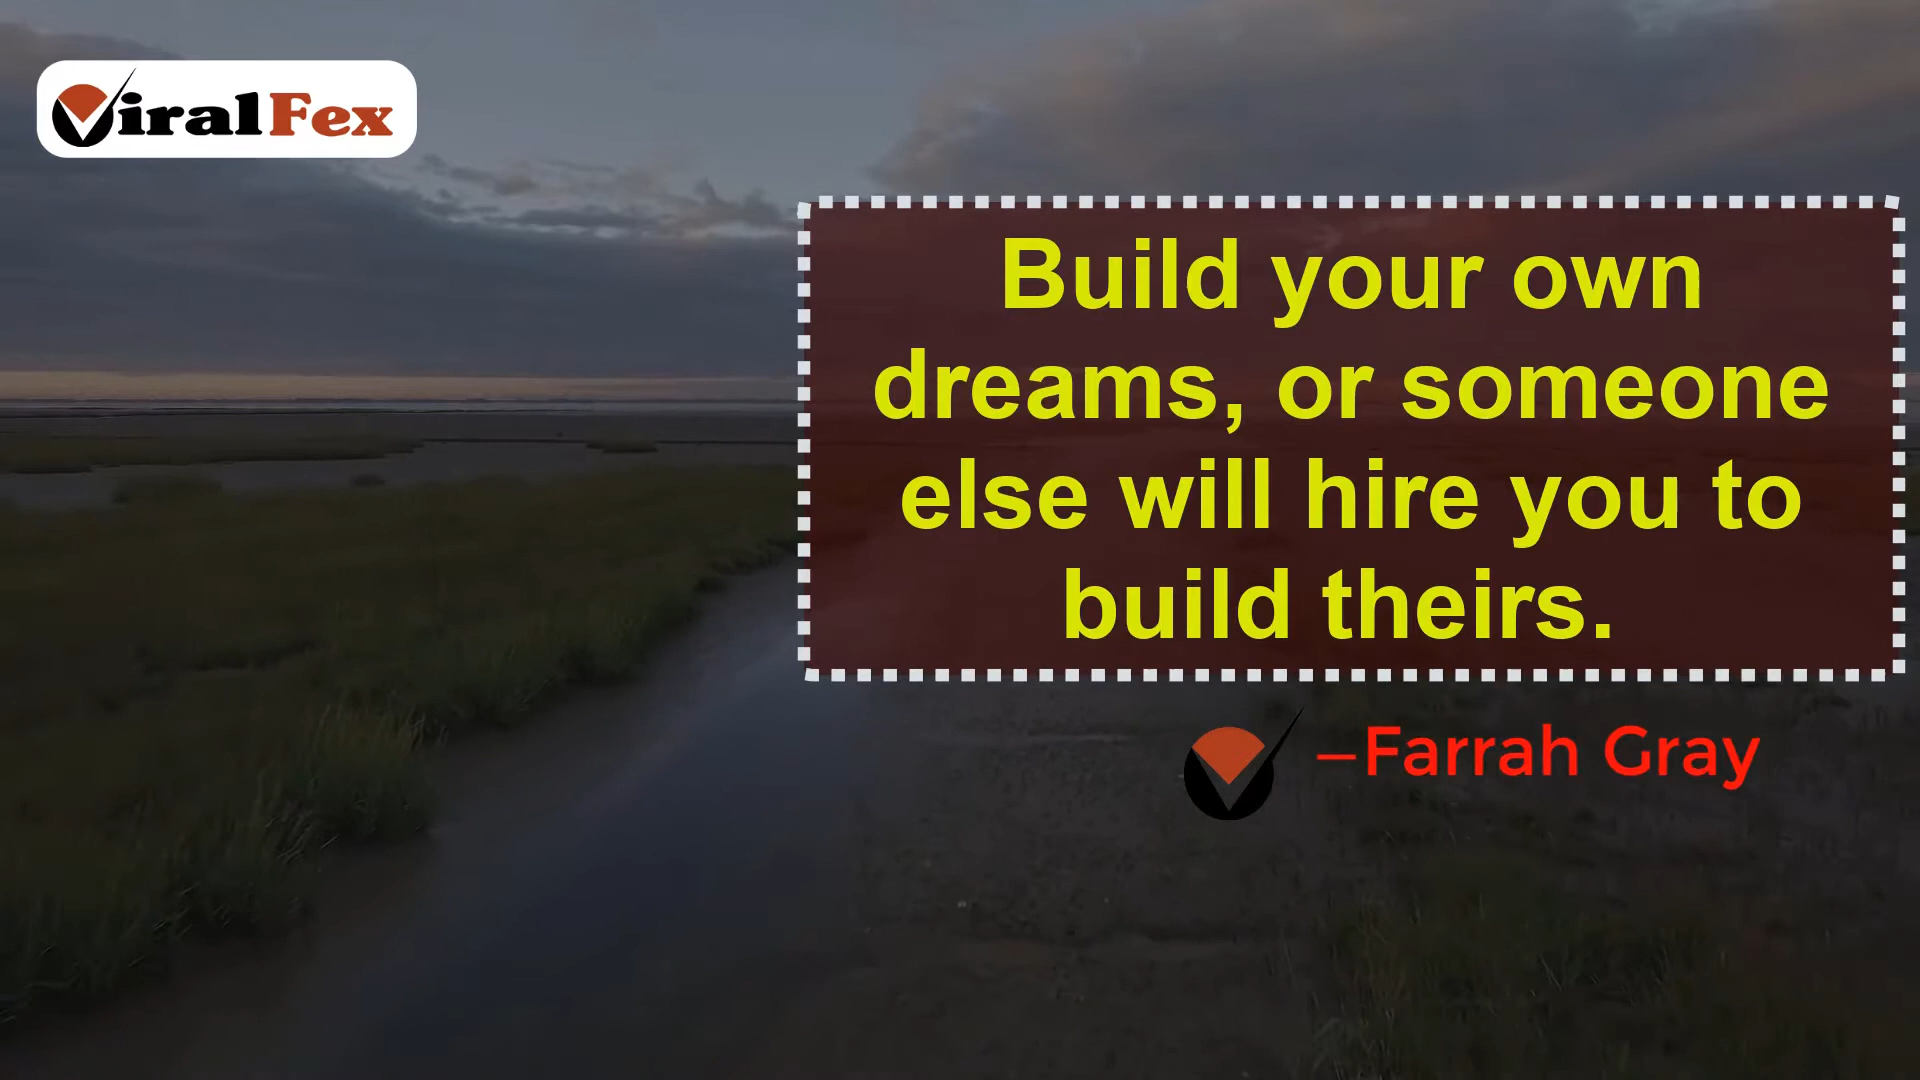 ViralFex
Build your own
dreams, or someone
else will hire you to
build theirs.
–Farrah Gray